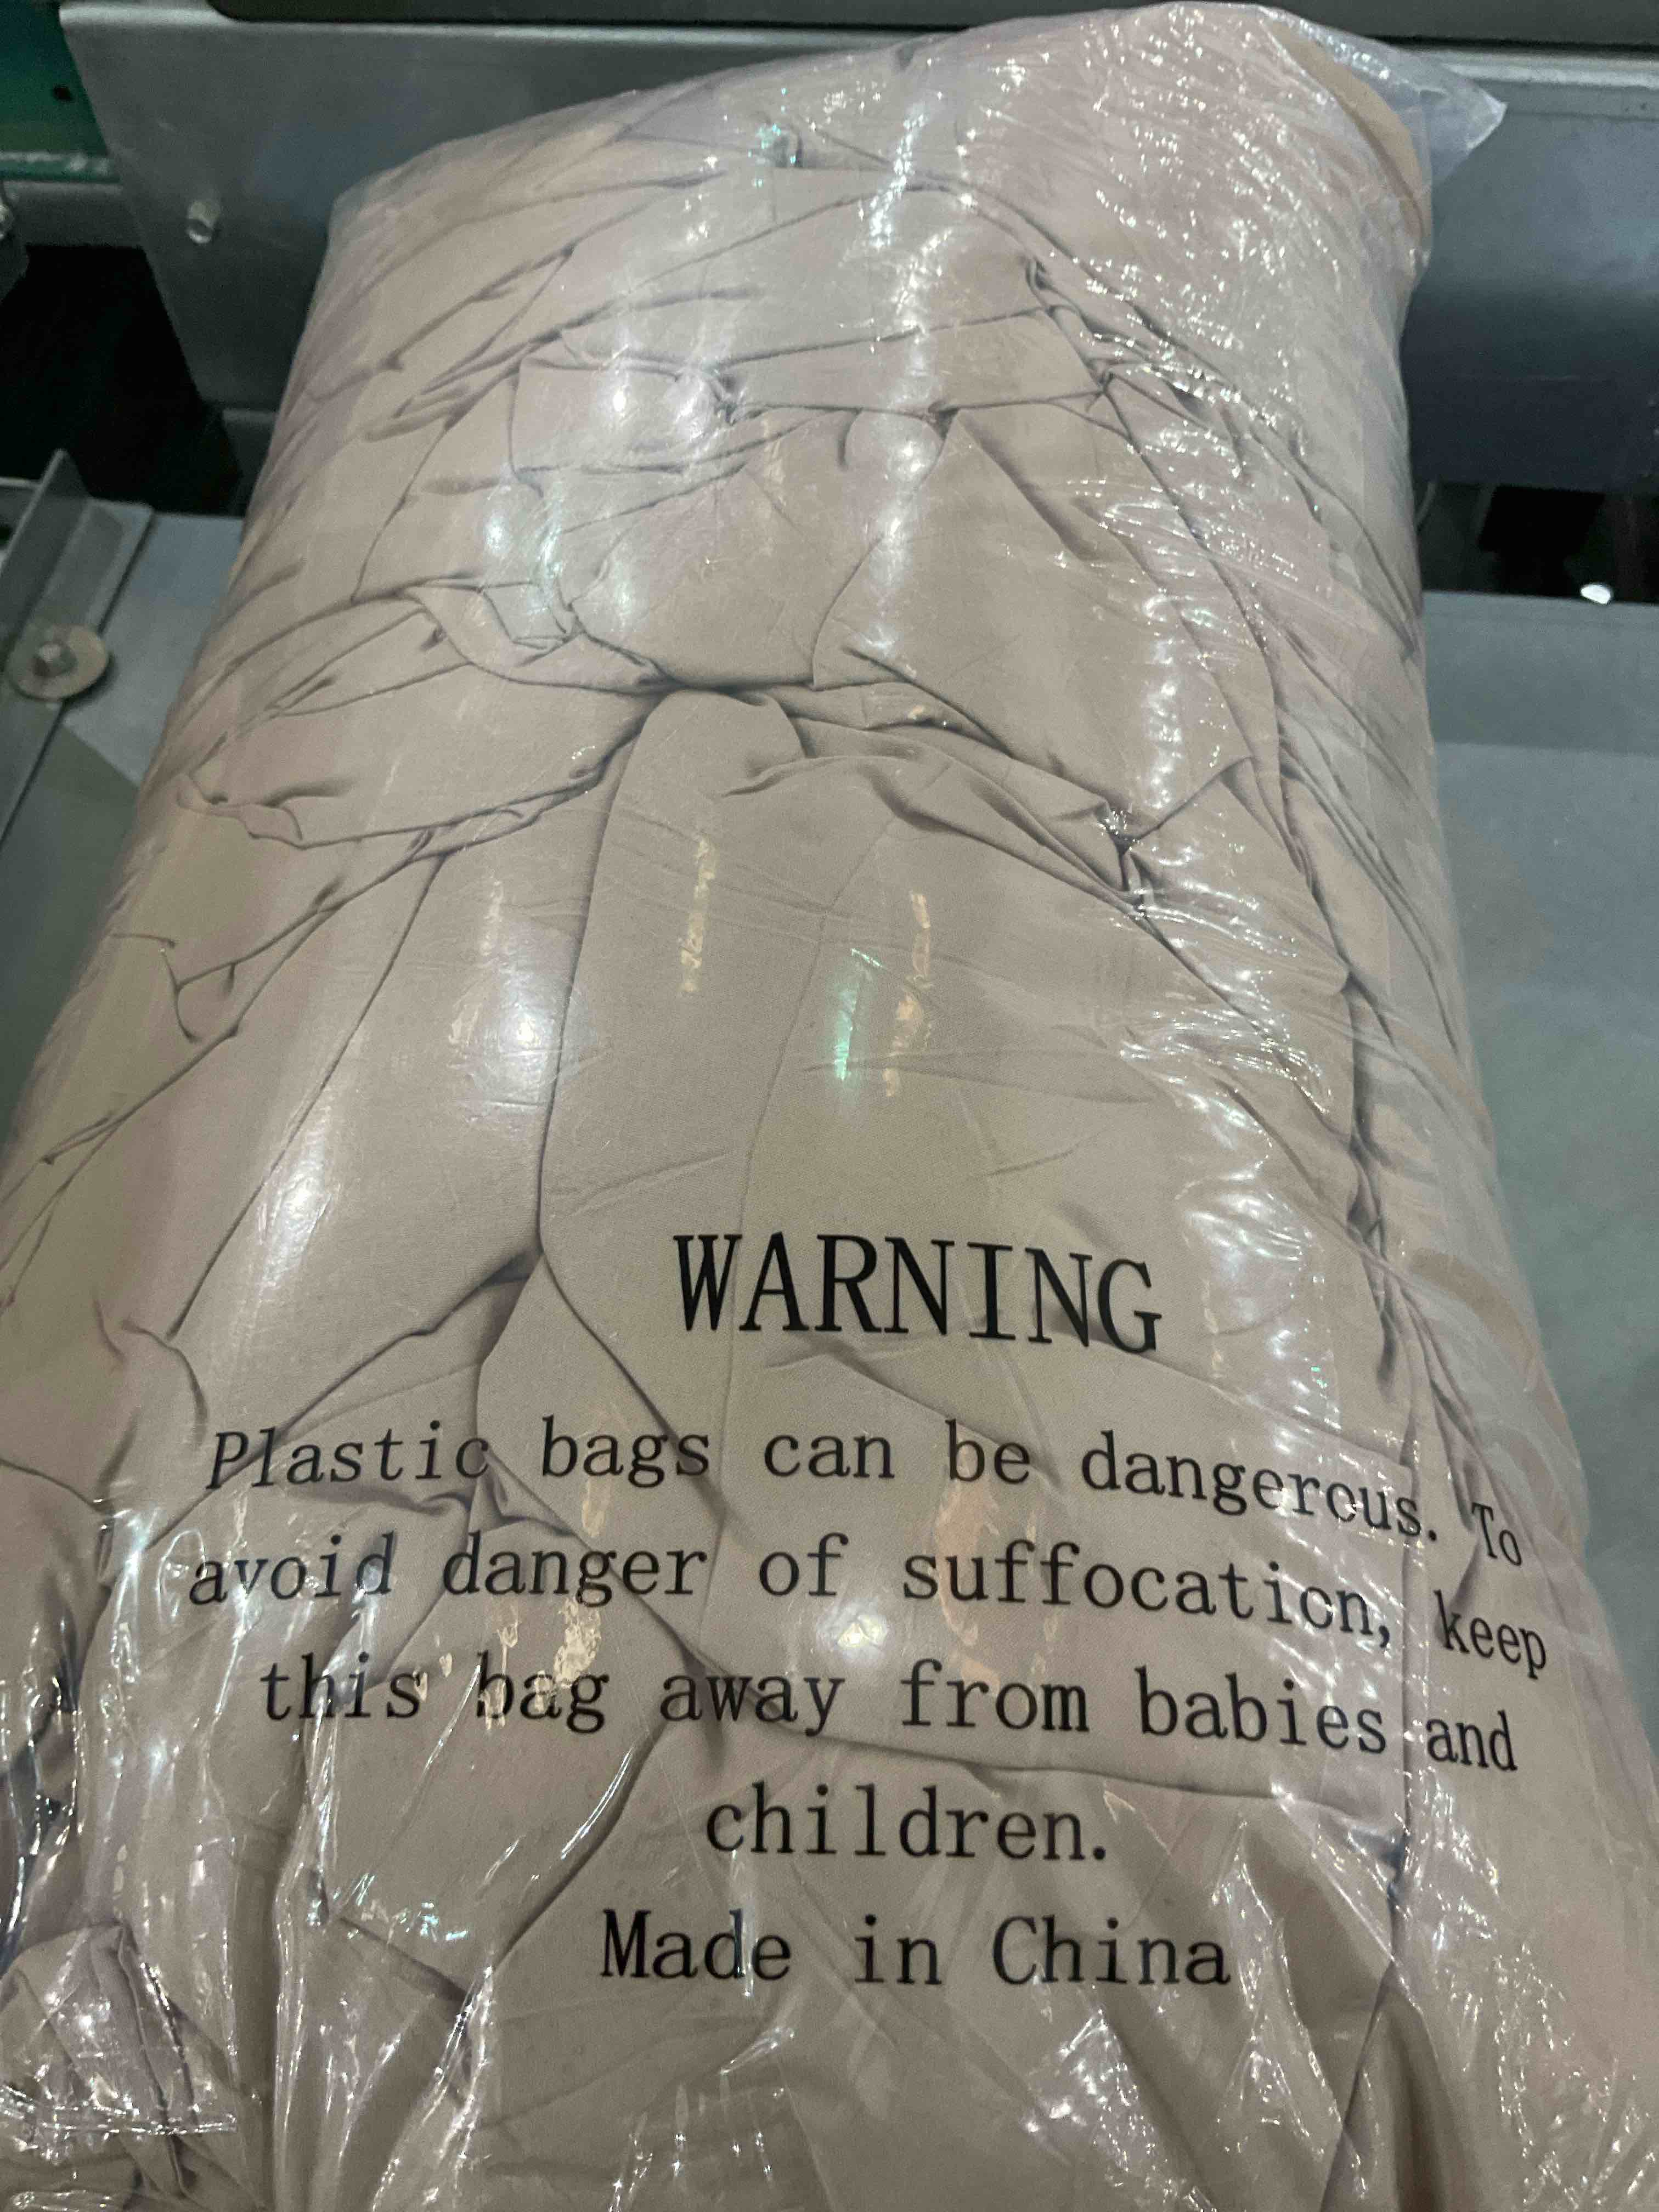 WARNING
Plastic bags can be dangerous. To
avoid danger of suffocation, keep
this bag away from babies and
children.
Made in China